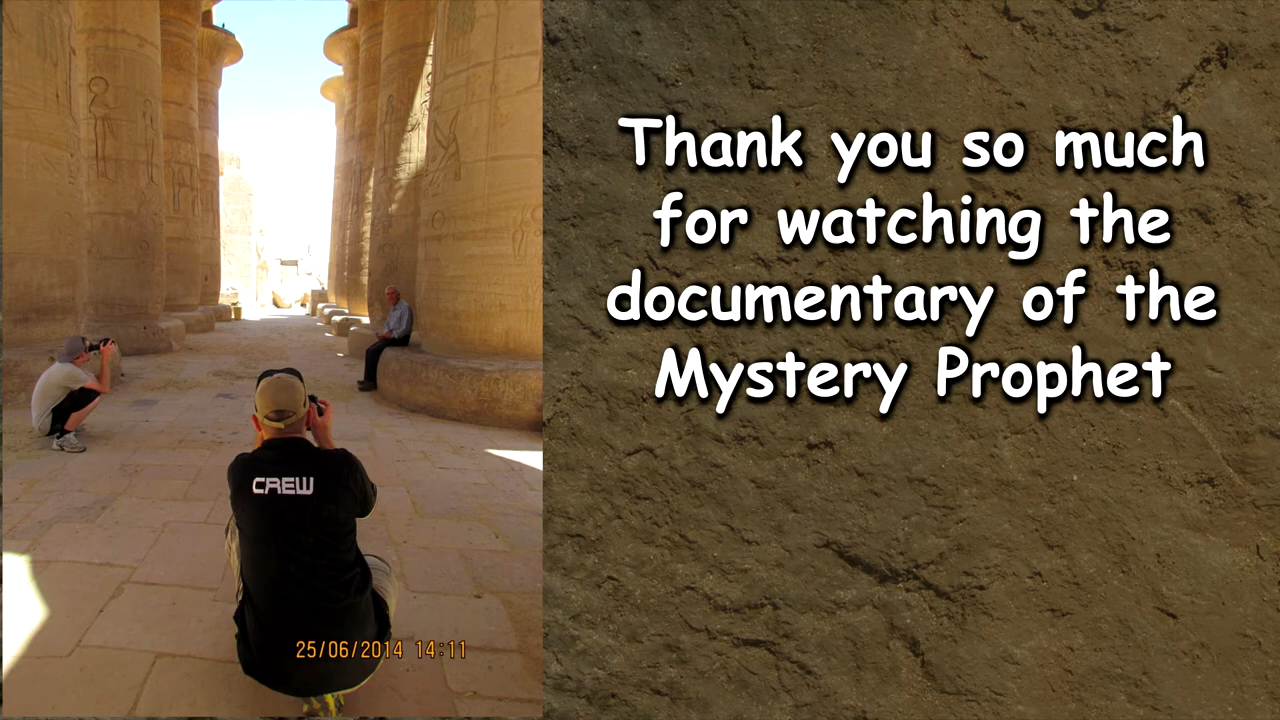 Thank you so much
for watching the
documentary of the
Mystery Prophet
CREW
25/06/2014 14:11